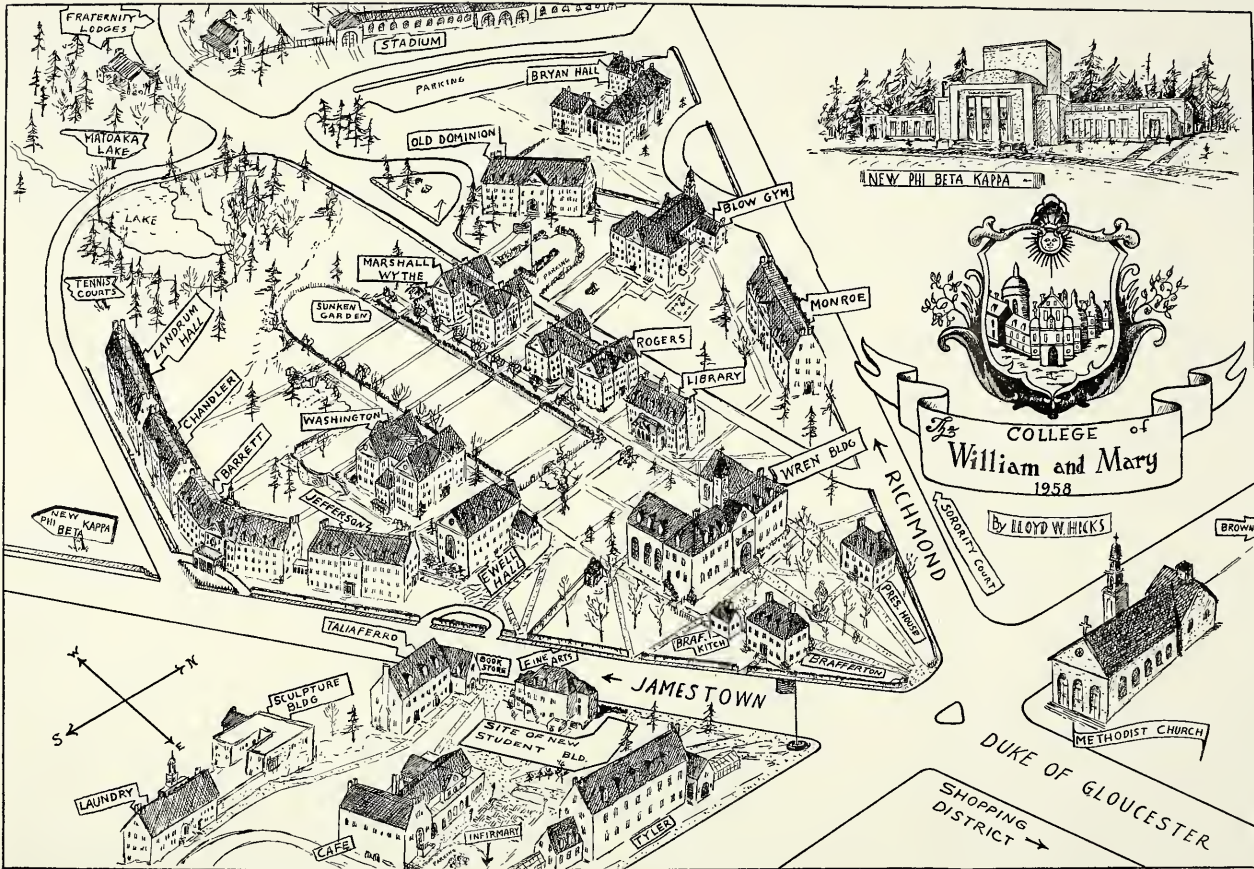 FRATERNITY
LODGES
STADIUM
PARKING
BRYAN HALL
MATOAKA
LAKE
OLD DOMINION
NEW PHI BETA KAPPA
BLOW GYM
LAKE
MARSHALL
WYTHE
PARKING
TENNIS
COURTS
SUNKEN
GARDEN
MONROE
LANDRUM
HALL
ROGERS
LIBRARY
CHANDLER
WASHINGTON
The
COLLEGE of
William and Mary
1958
BARRETT
WREN BLDG
JEFFERSON
RICHMOND
SORORITY COURT
By LLOYD W. HICKS
BROWN
NEW
PHI KAPPA
BETA
EWELL
HALL
PRES. HOUSE
TALIAFERRO
BRAF.
KITCH
BRAFFERTON
BOOK
STORE
FINE ARTS
JAMESTOWN
W
N
S
E
SCULPTURE
BLDG
SITE OF NEW
STUDENT BLD.
METHODIST CHURCH
DUKE OF GLOUCESTER
LAUNDRY
SHOPPING
DISTRICT
CAFE
PARKING
INFIRMARY
TYLER